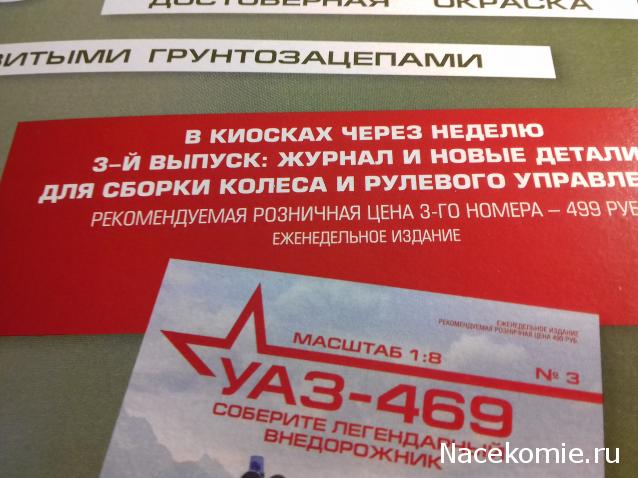 ДОСТОВЕРНАЯ ОКРАСКА
ВИТЫМИ ГРУНТОЗАЦЕПАМИ
В КИОСКАХ ЧЕРЕЗ НЕДЕЛЮ
3-Й ВЫПУСК: ЖУРНАЛ И НОВЫЕ ДЕТАЛИ
ДЛЯ СБОРКИ КОЛЕСА И РУЛЕВОГО УПРАВЛЕ
РЕКОМЕНДУЕМАЯ РОЗНИЧНАЯ ЦЕНА 3-ГО НОМЕРА – 499 РУБ
ЕЖЕНЕДЕЛЬНОЕ ИЗДАНИЕ
ЕЖЕНЕДЕЛЬНОЕ ИЗДАНИЕ
РЕКОМЕНДУЕМАЯ РОЗНИЧНАЯ ЦЕНА 499 РУБ
МАСШТАБ 1:8
№ 3
УАЗ-469
СОБЕРИТЕ ЛЕГЕНДАРНЫЙ
ВНЕДОРОЖНИК
Nacekomie.ru